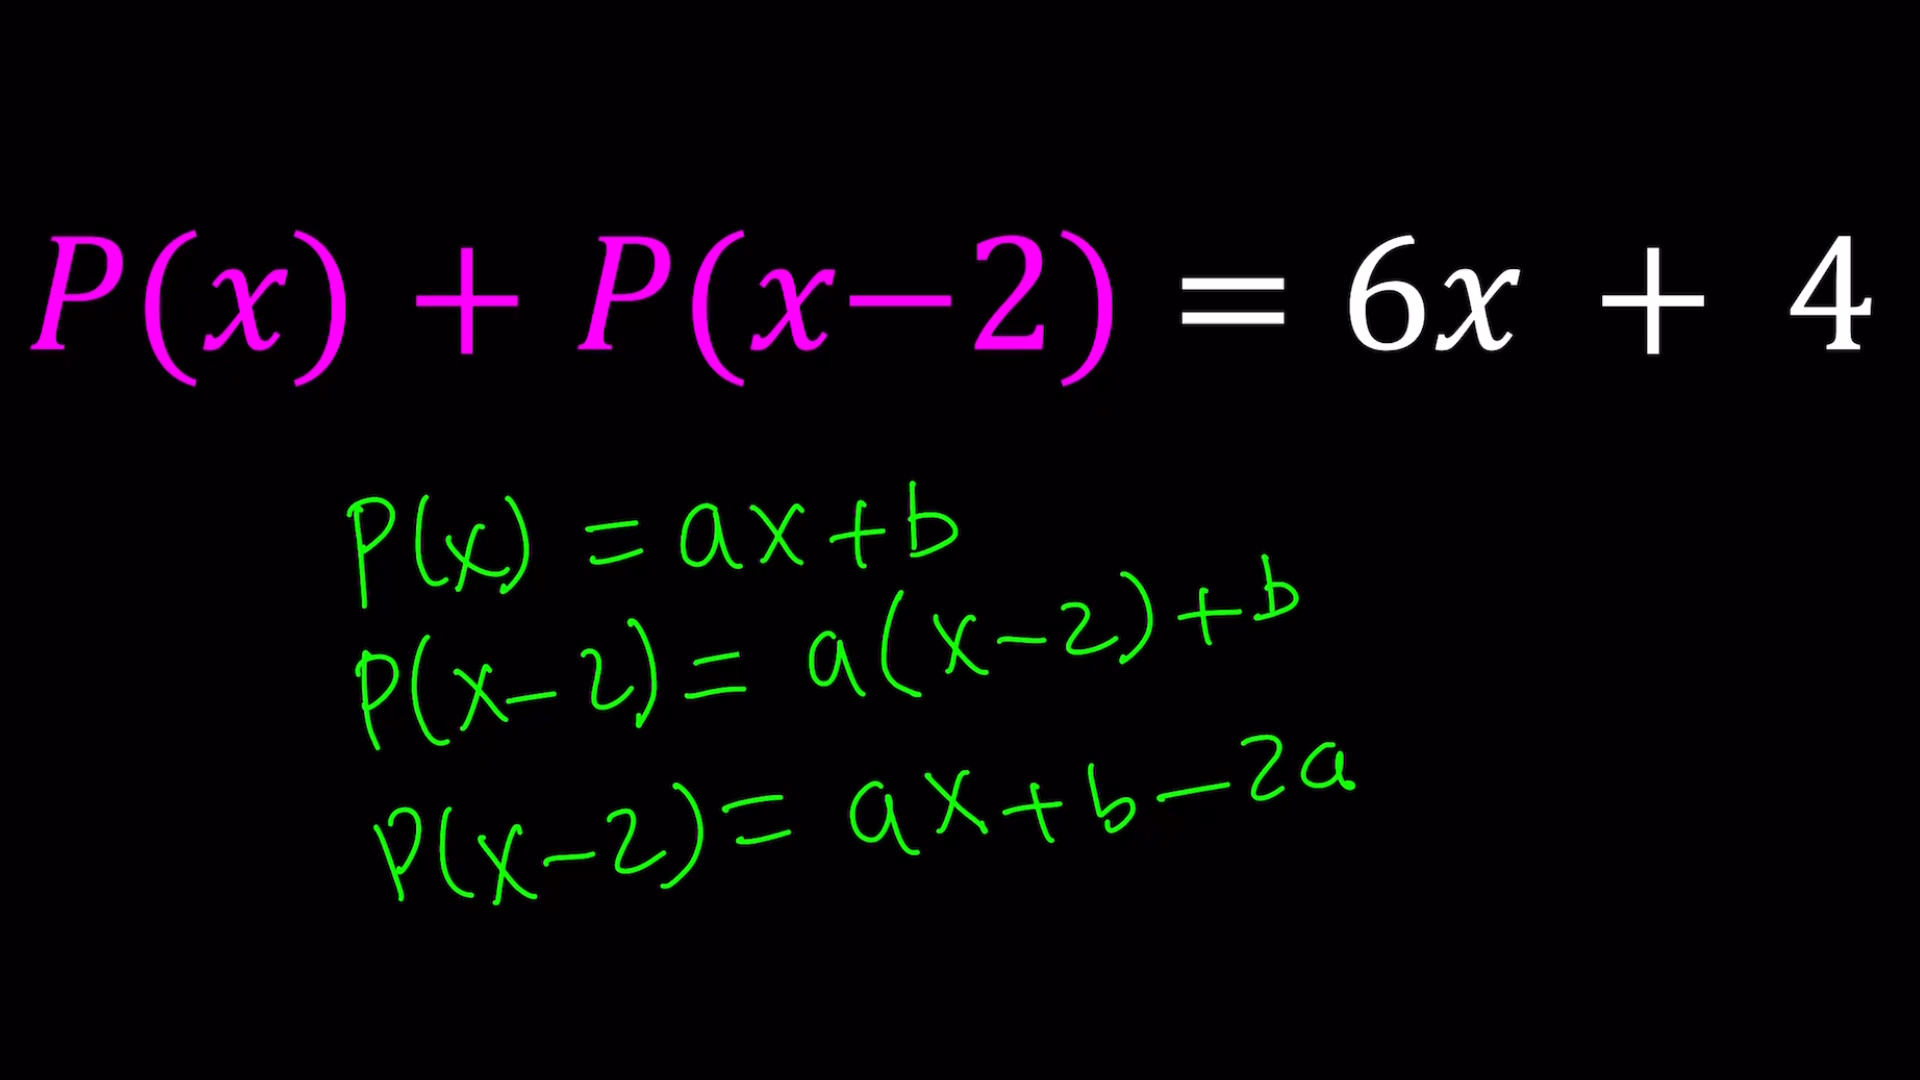 P(x) + P(x−2) = 6x + 4
P(x) = ax+b
P(x−2) = a(x−2)+b
P(x−2) = ax+b−2a